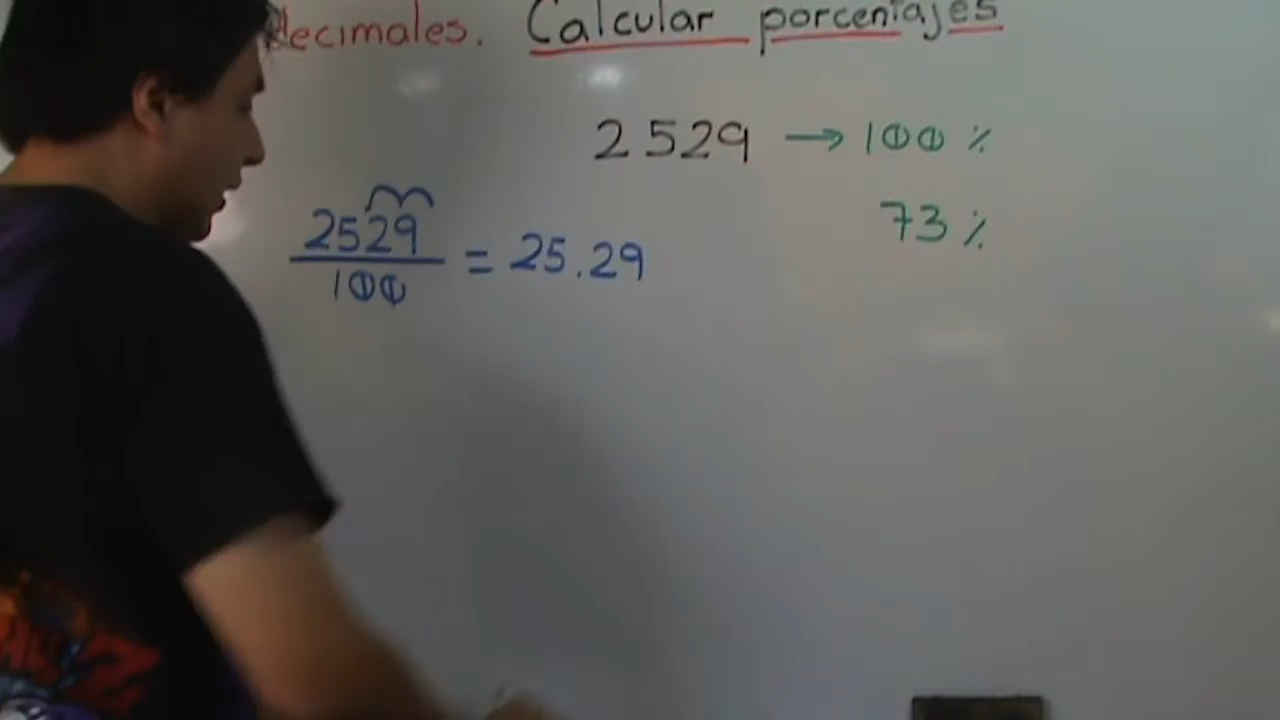 decimales. Calcular porcentajes
2529 → 100 %
73 %
2529
100
= 25.29